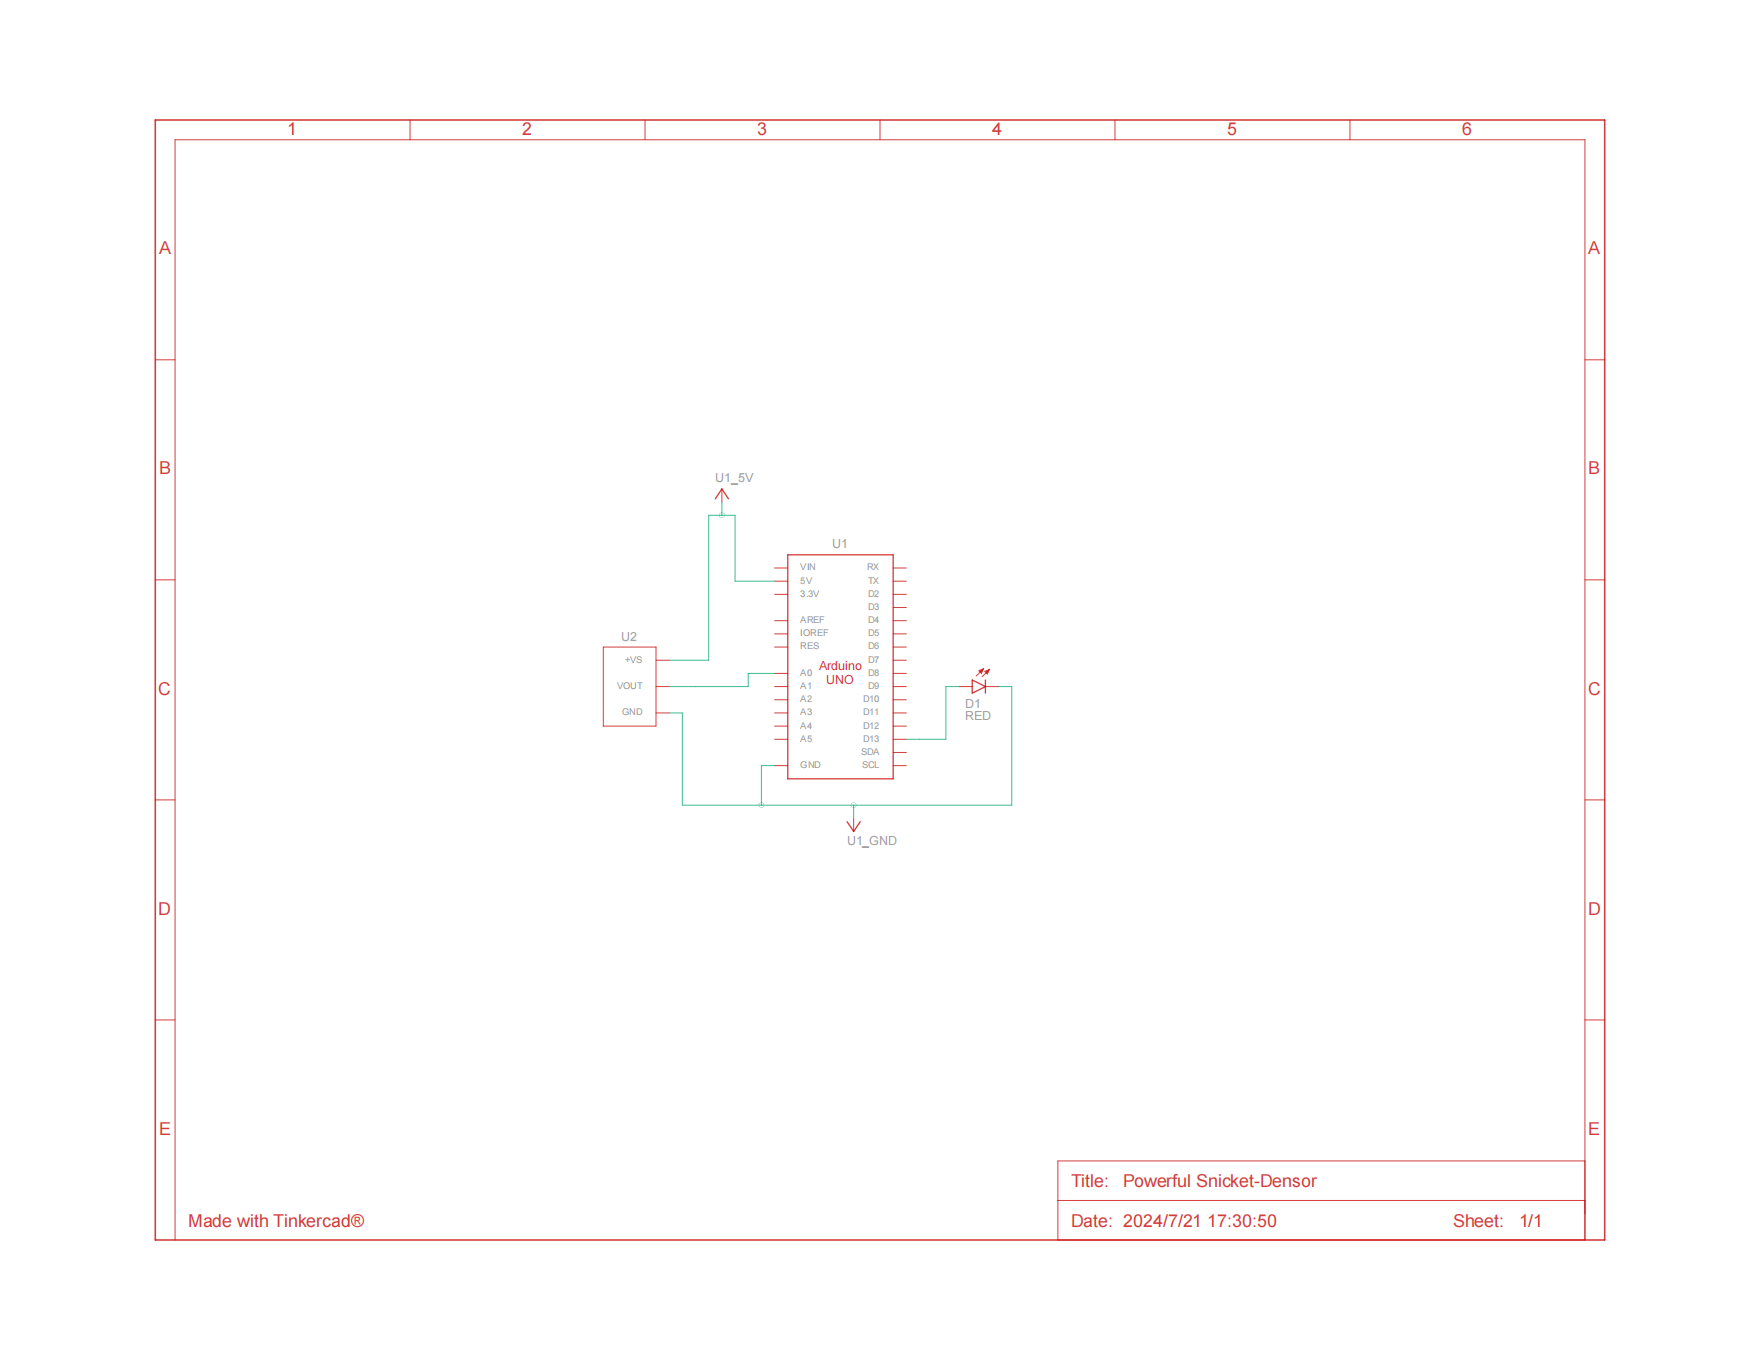 1 2 3 4 5 6
A A
B B
U1_5V
U1
VIN RX
5V TX
3.3V D2
D3
AREF D4
IOREF D5
RES D6
U2
+VS D7
Arduino
A0 D8
UNO
VOUT A1 D9
C C
A2 D10
D1
GND A3 D11
RED
A4 D12
A5 D13
SDA
GND SCL
U1_GND
D D
E E
Title: Powerful Snicket-Densor
Made with Tinkercad®
Date: 2024/7/21 17:30:50 Sheet: 1/1